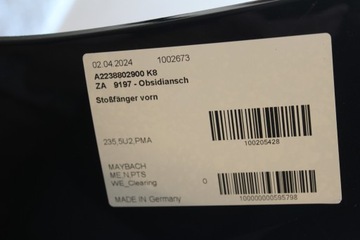 02.04.2024 1002673
A2238802900 K8
ZA 9197 - Obsidiansch
Stoßfänger vorn
235,5U2,PMA
100205428
MAYBACH
ME,N.PTS
WE_Clearing 0
MADE IN Germany
100000000595798